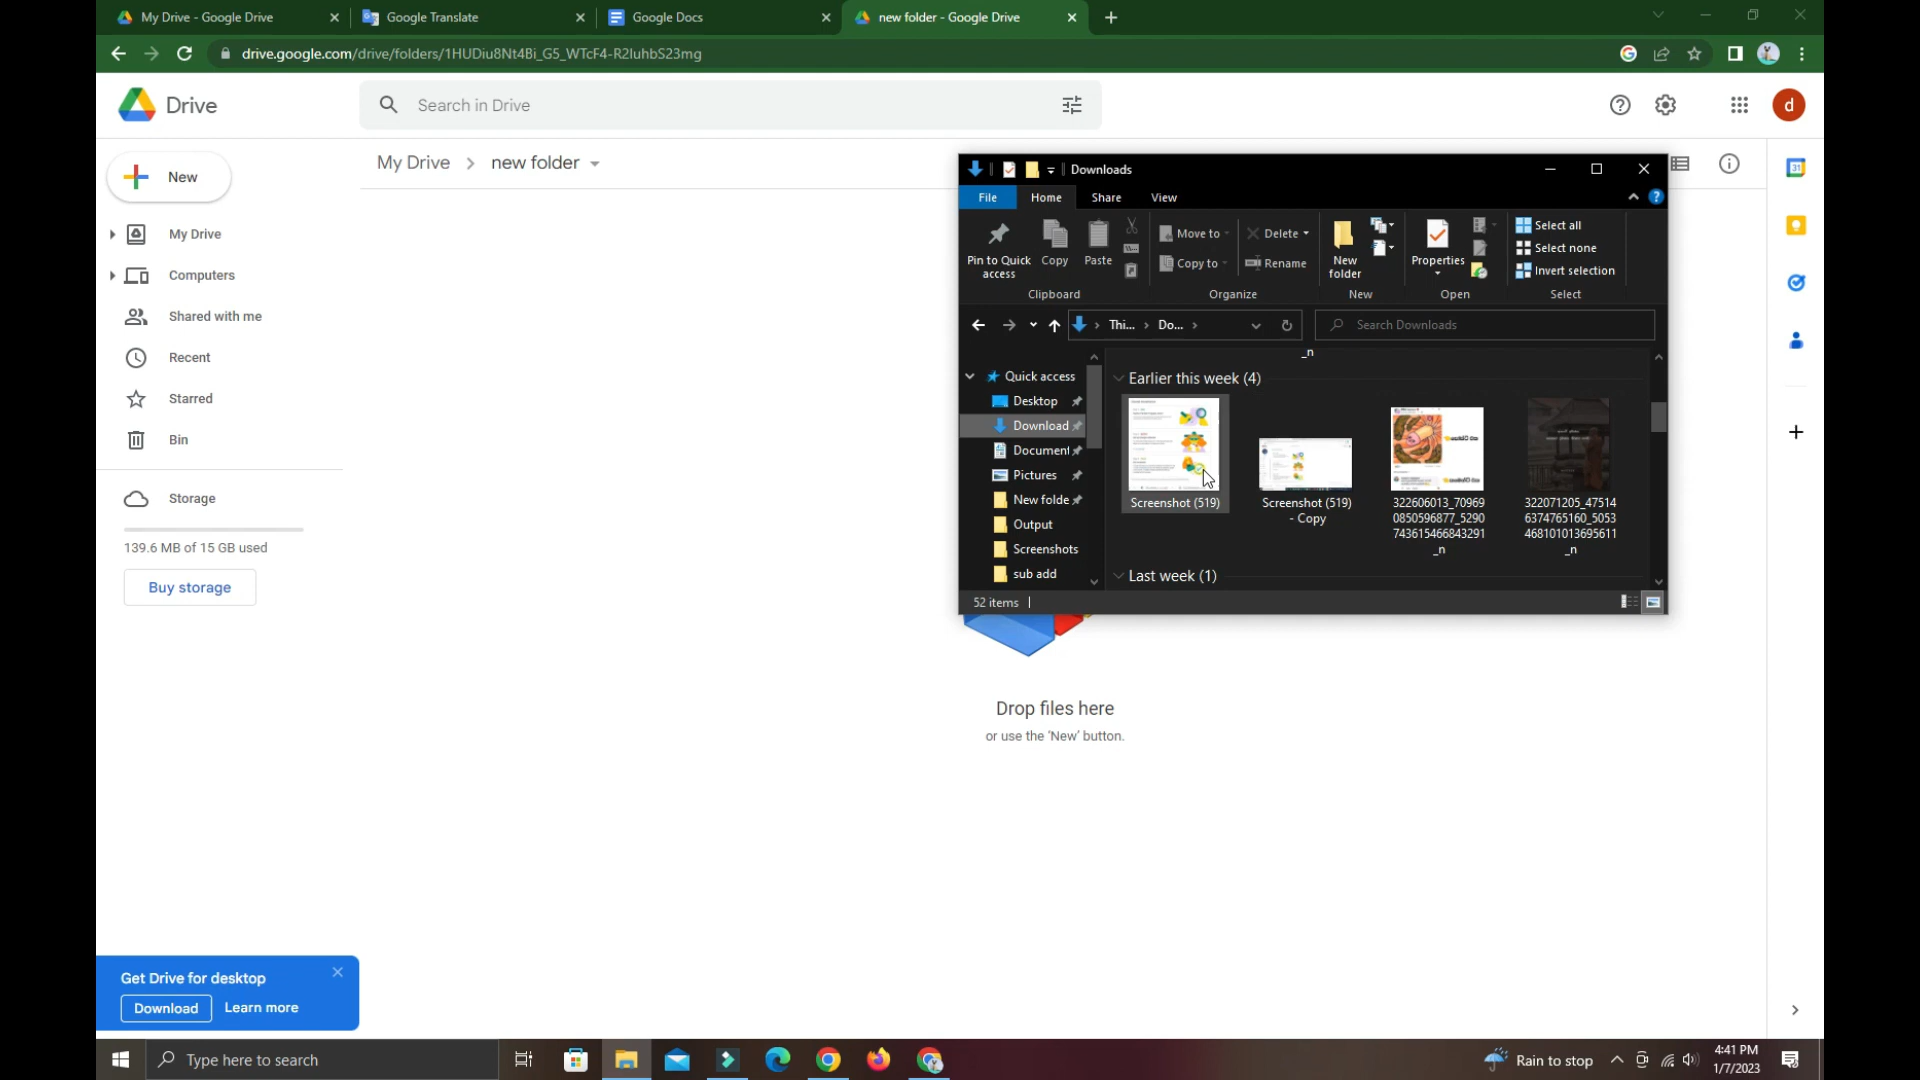 My Drive - Google Drive
Google Translate
Google Docs
new folder - Google Drive
drive.google.com/drive/folders/1HUDiu8Nt4Bi_G5_WTcF4-R2IuhbS23mg
Drive
Search in Drive
d
My Drive
new folder
New
My Drive
Computers
Shared with me
Recent
Starred
Bin
Storage
139.6 MB of 15 GB used
Buy storage
Downloads
File
Home
Share
View
Pin to Quick
access
Copy
Paste
Move to
Copy to
Delete
Rename
New
folder
Properties
Select all
Select none
Invert selection
Clipboard
Organize
New
Open
Select
Thi...
Do...
Search Downloads
Quick access
Desktop
Download
Document
Pictures
New folde
Output
Screenshots
sub add
_n
Earlier this week (4)
Screenshot (519)
Screenshot (519)
- Copy
322606013_70969
0850596877_5290
743615466843291
_n
322071205_47514
6374765160_5053
468101013695611
_n
Last week (1)
52 items
31
Drop files here
or use the 'New' button.
Get Drive for desktop
Download
Learn more
Type here to search
Rain to stop
4:41 PM
1/7/2023